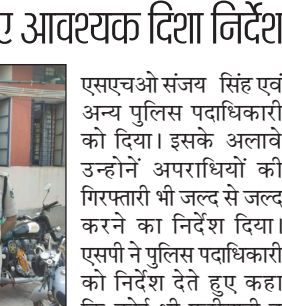 ए आवश्यक दिशा निर्देश
एसएचओ संजय सिंह एवं
अन्य पुलिस पदाधिकारी
को दिया। इसके अलावे
उन्होनें अपराधियों की
गिरफ्तारी भी जल्द से जल्द
करने का निर्देश दिया।
एसपी ने पुलिस पदाधिकारी
को निर्देश देते हुए कहा